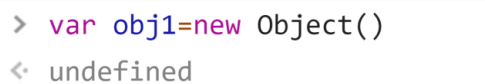 > var obj1=new Object()
<· undefined